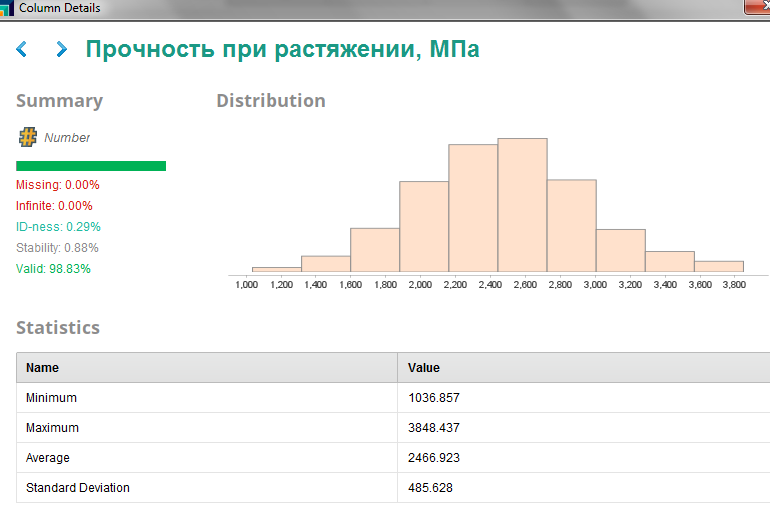 Column Details
Прочность при растяжении, МПа
Summary
Distribution
# Number
Missing: 0.00%
Infinite: 0.00%
ID-ness: 0.29%
Stability: 0.88%
Valid: 98.83%
1,000 1,200 1,400 1,600 1,800 2,000 2,200 2,400 2,600 2,800 3,000 3,200 3,400 3,600 3,800
Statistics
Name Value
Minimum 1036.857
Maximum 3848.437
Average 2466.923
Standard Deviation 485.628